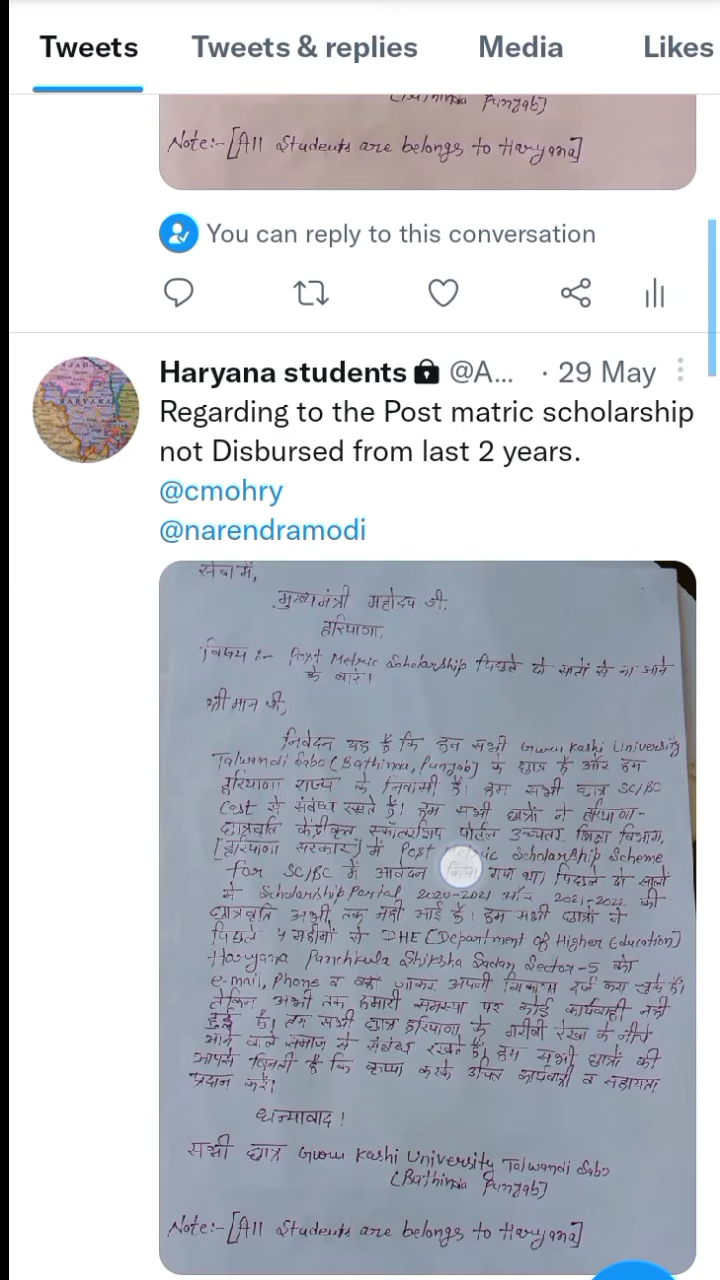 Tweets Tweets & replies Media Likes
(Bathinda Punjab]
Note:-[All Students are belongs to Haryana]
You can reply to this conversation
Haryana students @A... · 29 May
Regarding to the Post matric scholarship
not Disbursed from last 2 years.
@cmohry
@narendramodi
सेवा में,
मुख्यमंत्री महोदय जी.
हरियाणा,
विषय :- Post Metric Scholarship पिछले दो सालों से ना आने
के बारे।
श्री मान जी,
निवेदन यह है कि हम सभी Guru Kashi University
Talwandi Sabo (Bathinda, Punjab] के छात्र है और हम
हरियाणा राज्य के निवासी हैं। हम सभी छात्र SC/BC
Cast से संबंध रखते हैं। हम सभी छात्रों ने हरियाणा-
छात्रवृति केंद्रीकृत स्कॉलरशिप पोर्टल उच्चतर शिक्षा विभाग,
[हरियाणा सरकार] में Post Metric Scholarship Scheme
for SC/BC में आवेदन किया गया था। पिछले दो सालों
से Scholarship Portal 2020-2021 और 2021-2022 की
छात्रवृति अभी तक नही आई है। हम सभी छात्रों ने
पिछले 4 महीनों से DHE [Department of Higher Education]
Haryana Panchkula Shiksha Sadan Sector-5 को
e-mail, Phone व वहाँ जाकर अपनी शिकायत दर्ज करा चुके हैं।
लेकिन अभी तक हमारी समस्या पर कोई कार्यवाही नही
हुई है। हम सभी छात्र हरियाणा के गरीबी रेखा के नीचे
आने वाले समाज से संबंध रखते हैं, हम सभी छात्रों की
आपसे विनती है कि कृप्या करके उचित कार्यवाही व सहायता
प्रदान करें।
धन्यावाद !
सभी छात्र Guru Kashi University Talwandi Sabo
(Bathinda Punjab]
Note:-[All Students are belongs to Haryana]